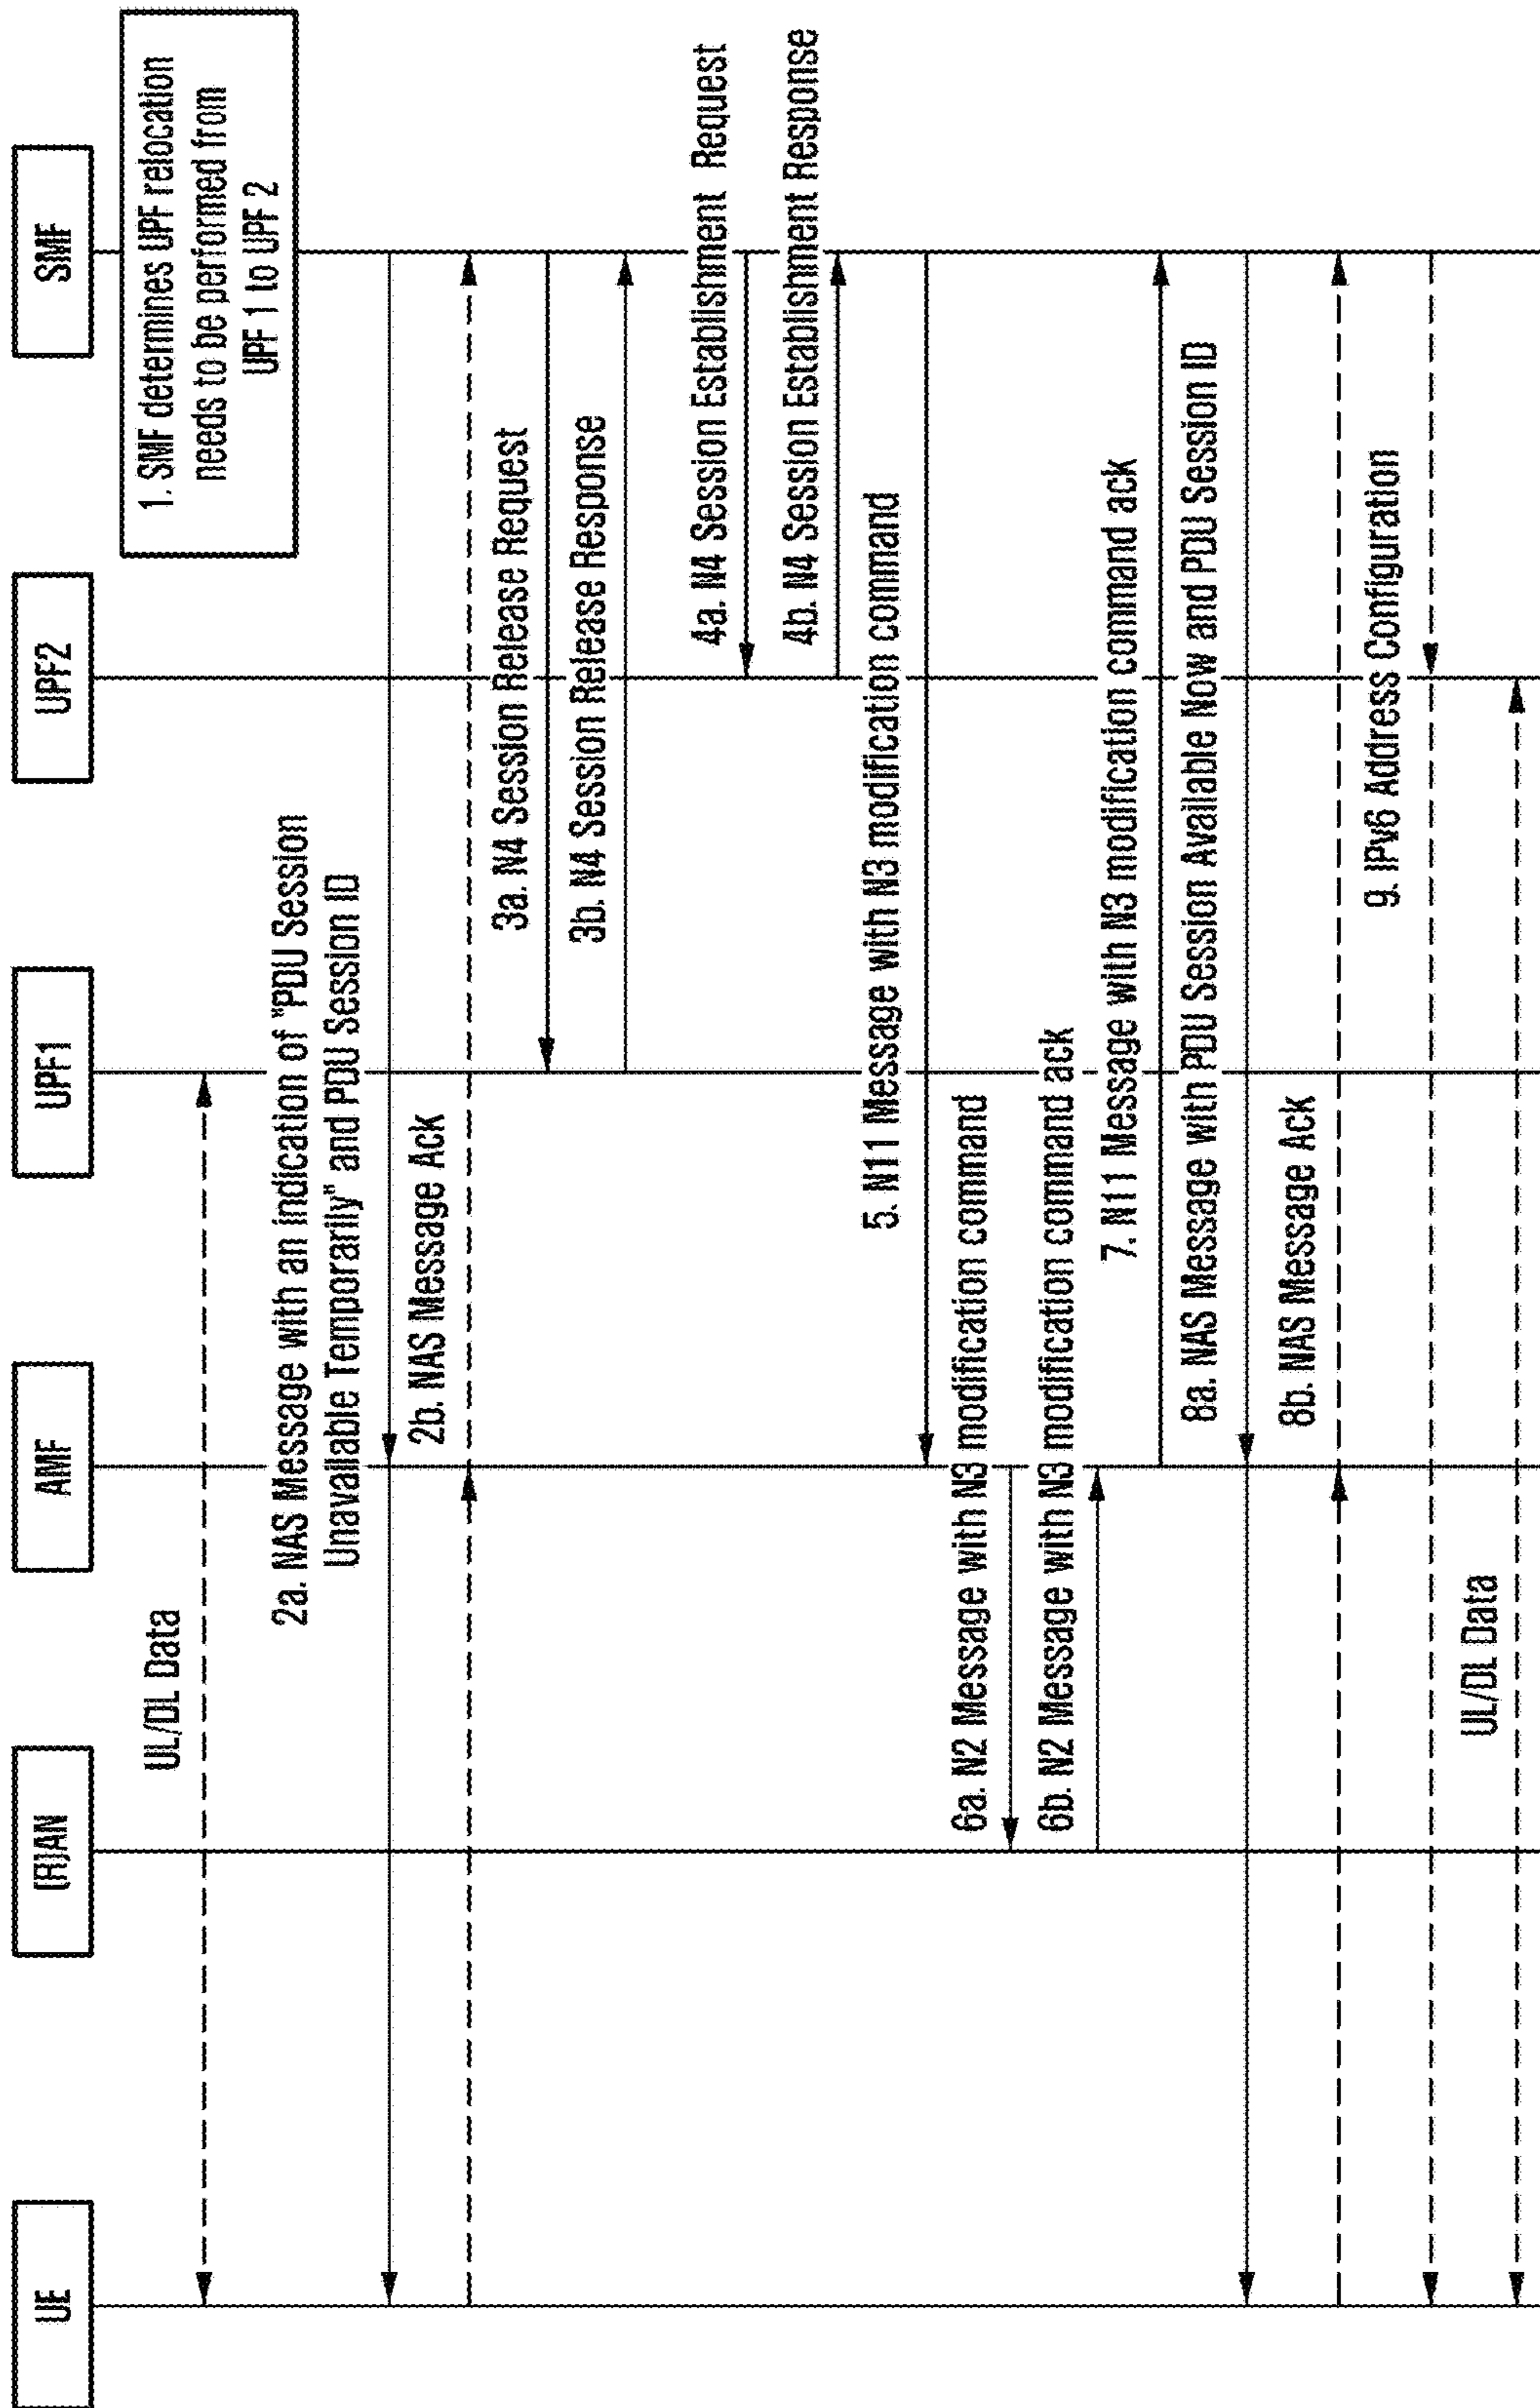 UE
(R)AN
AMF
UPF1
UPF2
SMF
1. SMF determines UPF relocation
needs to be performed from
UPF 1 to UPF 2
UL/DL Data
2a. NAS Message with an indication of "PDU Session
Unavailable Temporarily" and PDU Session ID
2b. NAS Message Ack
3a. N4 Session Release Request
3b. N4 Session Release Response
4a. N4 Session Establishment Request
4b. N4 Session Establishment Response
5. N11 Message with N3 modification command
6a. N2 Message with N3 modification command
6b. N2 Message with N3 modification command ack
7. N11 Message with N3 modification command ack
8a. NAS Message with PDU Session Available Now and PDU Session ID
8b. NAS Message Ack
9. IPv6 Address Configuration
UL/DL Data